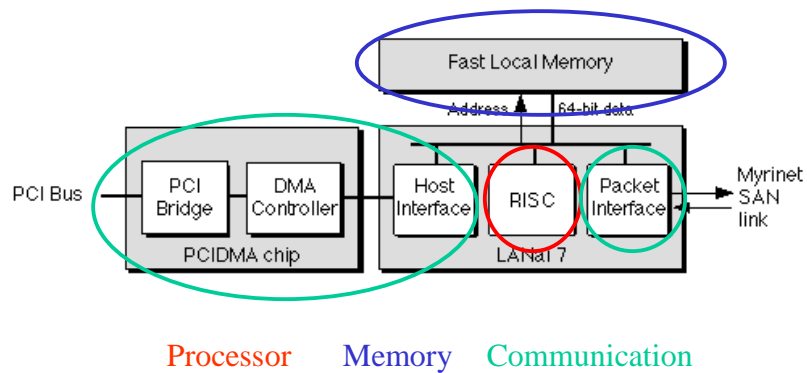 Fast Local Memory
Address
64-bit data
PCI Bus
PCI
Bridge
DMA
Controller
Host
Interface
RISC
Packet
Interface
Myrinet
SAN
link
PCIDMA chip
LANai 7
Processor Memory Communication